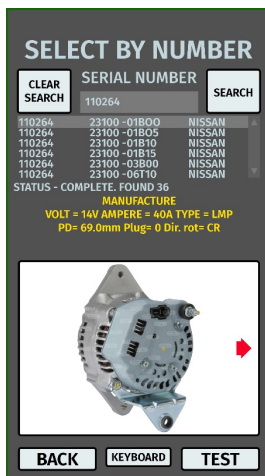 SELECT BY NUMBER
CLEAR SEARCH
SERIAL NUMBER
110264
SEARCH
110264 23100 -01BOO NISSAN
110264 23100 -01BO5 NISSAN
110264 23100 -01B10 NISSAN
110264 23100 -01B15 NISSAN
110264 23100 -03B00 NISSAN
110264 23100 -06T10 NISSAN
STATUS - COMPLETE. FOUND 36
MANUFACTURE
VOLT = 14V AMPERE = 40A TYPE = LMP
PD= 69.0mm Plug= 0 Dir. rot= CR
BACK
KEYBOARD
TEST